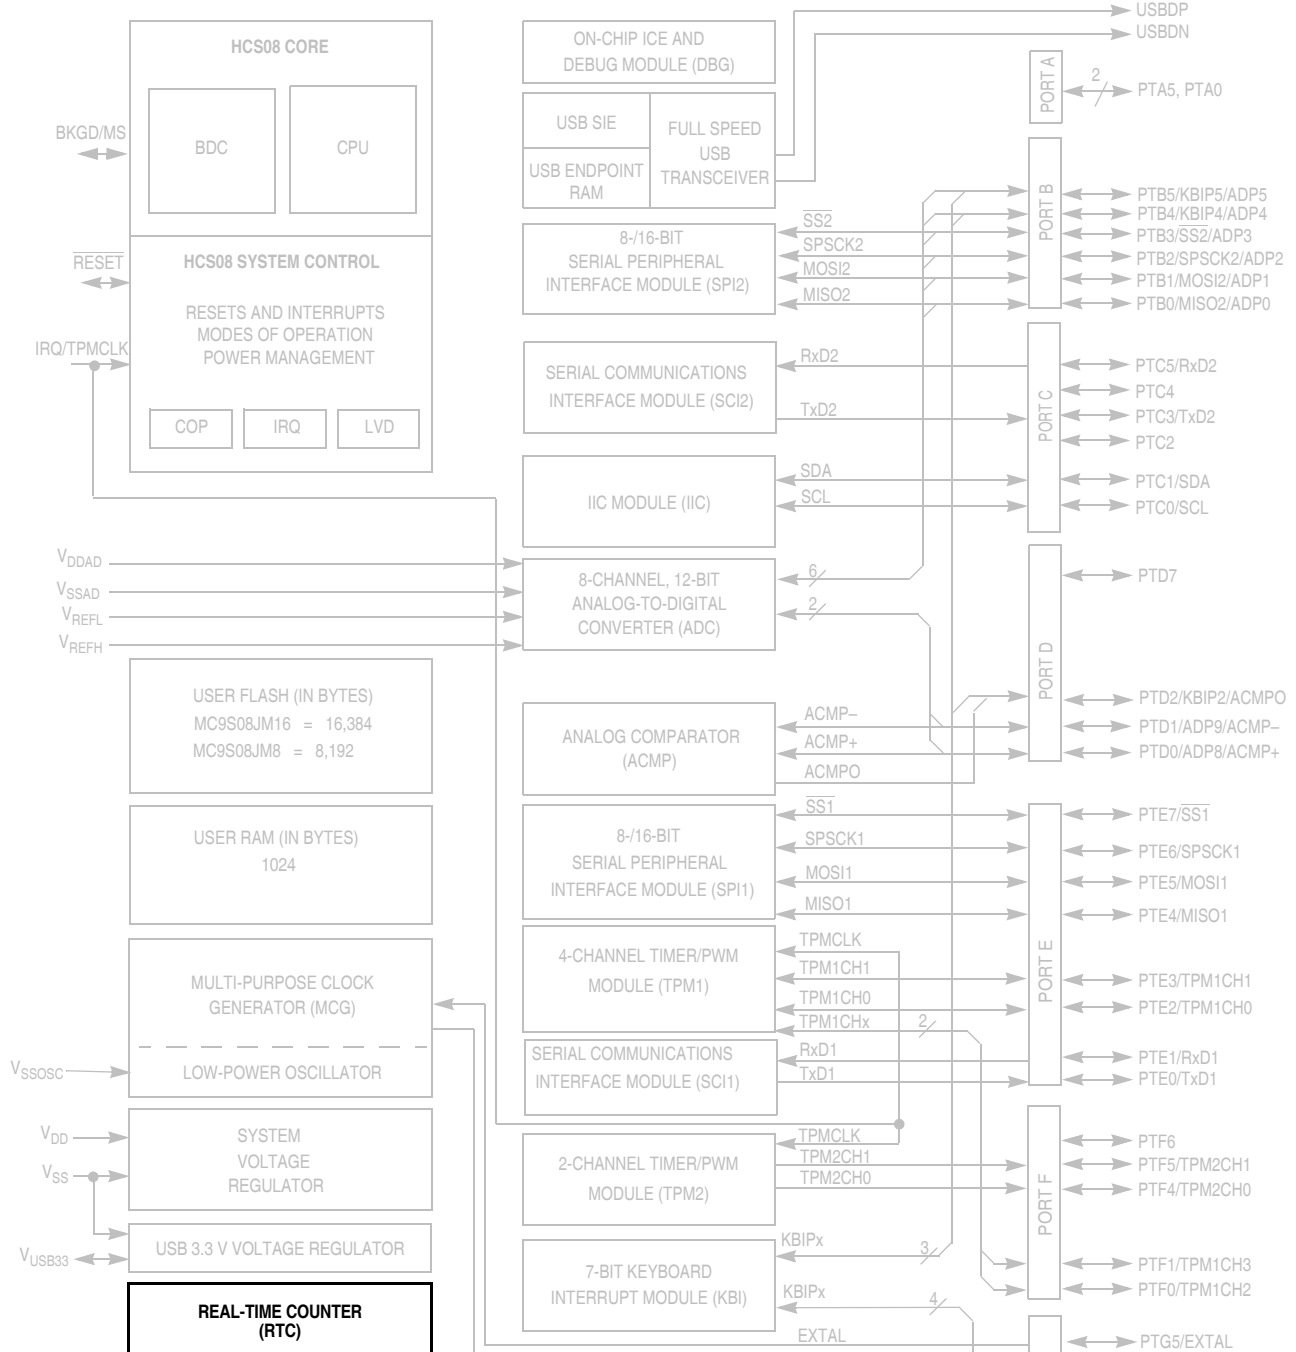 HCS08 CORE
BDC
CPU
BKGD/MS
RESET
HCS08 SYSTEM CONTROL
RESETS AND INTERRUPTS
MODES OF OPERATION
POWER MANAGEMENT
IRQ/TPMCLK
COP
IRQ
LVD
VDDAD
VSSAD
VREFL
VREFH
USER FLASH (IN BYTES)
MC9S08JM16 = 16,384
MC9S08JM8 = 8,192
USER RAM (IN BYTES)
1024
MULTI-PURPOSE CLOCK
GENERATOR (MCG)
LOW-POWER OSCILLATOR
VSSOSC
VDD
VSS
SYSTEM
VOLTAGE
REGULATOR
VUSB33
USB 3.3 V VOLTAGE REGULATOR
REAL-TIME COUNTER
(RTC)
ON-CHIP ICE AND
DEBUG MODULE (DBG)
USB SIE
USB ENDPOINT
RAM
FULL SPEED
USB
TRANSCEIVER
8-/16-BIT
SERIAL PERIPHERAL
INTERFACE MODULE (SPI2)
SS2
SPSCK2
MOSI2
MISO2
SERIAL COMMUNICATIONS
INTERFACE MODULE (SCI2)
RxD2
TxD2
IIC MODULE (IIC)
SDA
SCL
8-CHANNEL, 12-BIT
ANALOG-TO-DIGITAL
CONVERTER (ADC)
6
2
ANALOG COMPARATOR
(ACMP)
ACMP–
ACMP+
ACMPO
8-/16-BIT
SERIAL PERIPHERAL
INTERFACE MODULE (SPI1)
SS1
SPSCK1
MOSI1
MISO1
4-CHANNEL TIMER/PWM
MODULE (TPM1)
TPMCLK
TPM1CH1
TPM1CH0
TPM1CHx
2
SERIAL COMMUNICATIONS
INTERFACE MODULE (SCI1)
RxD1
TxD1
2-CHANNEL TIMER/PWM
MODULE (TPM2)
TPMCLK
TPM2CH1
TPM2CH0
7-BIT KEYBOARD
INTERRUPT MODULE (KBI)
KBIPx
3
KBIPx
4
EXTAL
USBDP
USBDN
PORT A
2
PTA5, PTA0
PORT B
PTB5/KBIP5/ADP5
PTB4/KBIP4/ADP4
PTB3/SS2/ADP3
PTB2/SPSCK2/ADP2
PTB1/MOSI2/ADP1
PTB0/MISO2/ADP0
PORT C
PTC5/RxD2
PTC4
PTC3/TxD2
PTC2
PTC1/SDA
PTC0/SCL
PORT D
PTD7
PTD2/KBIP2/ACMPO
PTD1/ADP9/ACMP–
PTD0/ADP8/ACMP+
PORT E
PTE7/SS1
PTE6/SPSCK1
PTE5/MOSI1
PTE4/MISO1
PTE3/TPM1CH1
PTE2/TPM1CH0
PTE1/RxD1
PTE0/TxD1
PORT F
PTF6
PTF5/TPM2CH1
PTF4/TPM2CH0
PTF1/TPM1CH3
PTF0/TPM1CH2
PTG5/EXTAL